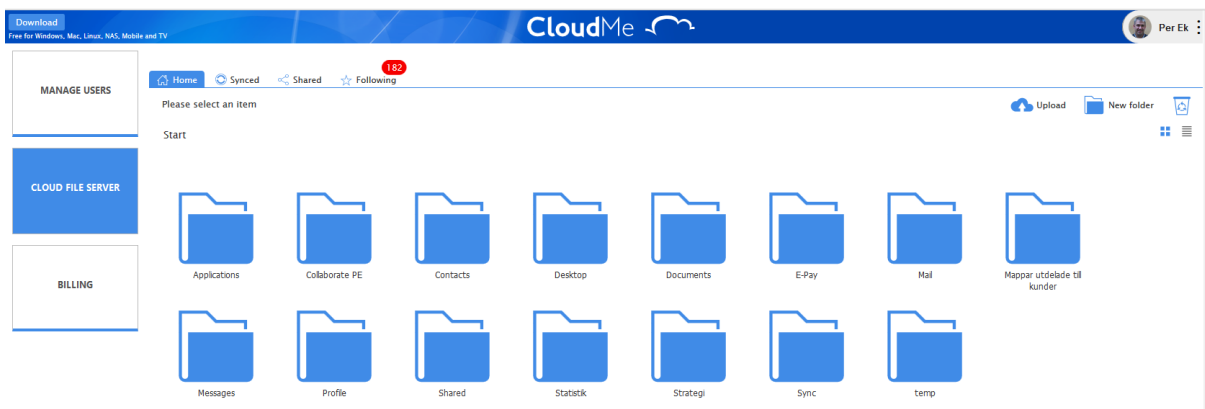 Download
Free for Windows, Mac, Linux, NAS, Mobile and TV
CloudMe
Per Ek
MANAGE USERS
CLOUD FILE SERVER
BILLING
182
Home Synced Shared Following
Please select an item
Upload New folder
Start
Applications Collaborate PE Contacts Desktop Documents E-Pay Mail Mappar utdelade till
kunder
Messages Profile Shared Statistik Strategi Sync temp